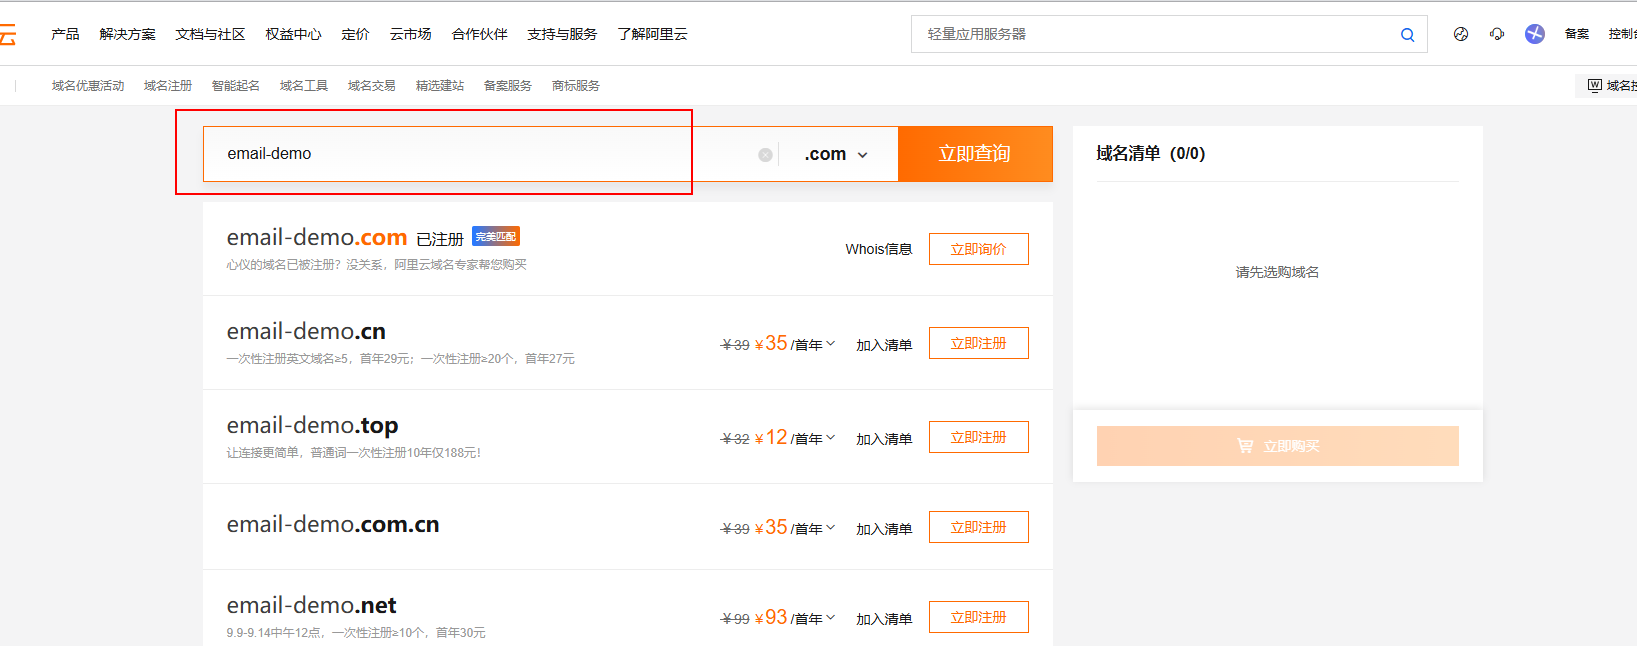 云 产品 解决方案 文档与社区 权益中心 定价 云市场 合作伙伴 支持与服务 了解阿里云 轻量应用服务器 备案 控制台
域名优惠活动 域名注册 智能起名 域名工具 域名交易 精选建站 备案服务 商标服务 域名
email-demo .com 立即查询
域名清单（0/0）
email-demo.com 已注册 完美匹配 Whois信息 立即询价
心仪的域名已被注册？没关系，阿里云域名专家帮您购买
请先选购域名
email-demo.cn ¥39 ¥35/首年 加入清单 立即注册
一次性注册英文域名≥5，首年29元；一次性注册≥20个，首年27元
email-demo.top ¥32 ¥12/首年 加入清单 立即注册
让连接更简单，普通词一次性注册10年仅188元！
立即购买
email-demo.com.cn ¥39 ¥35/首年 加入清单 立即注册
email-demo.net ¥99 ¥93/首年 加入清单 立即注册
9.9-9.14中午12点，一次性注册≥10个，首年30元